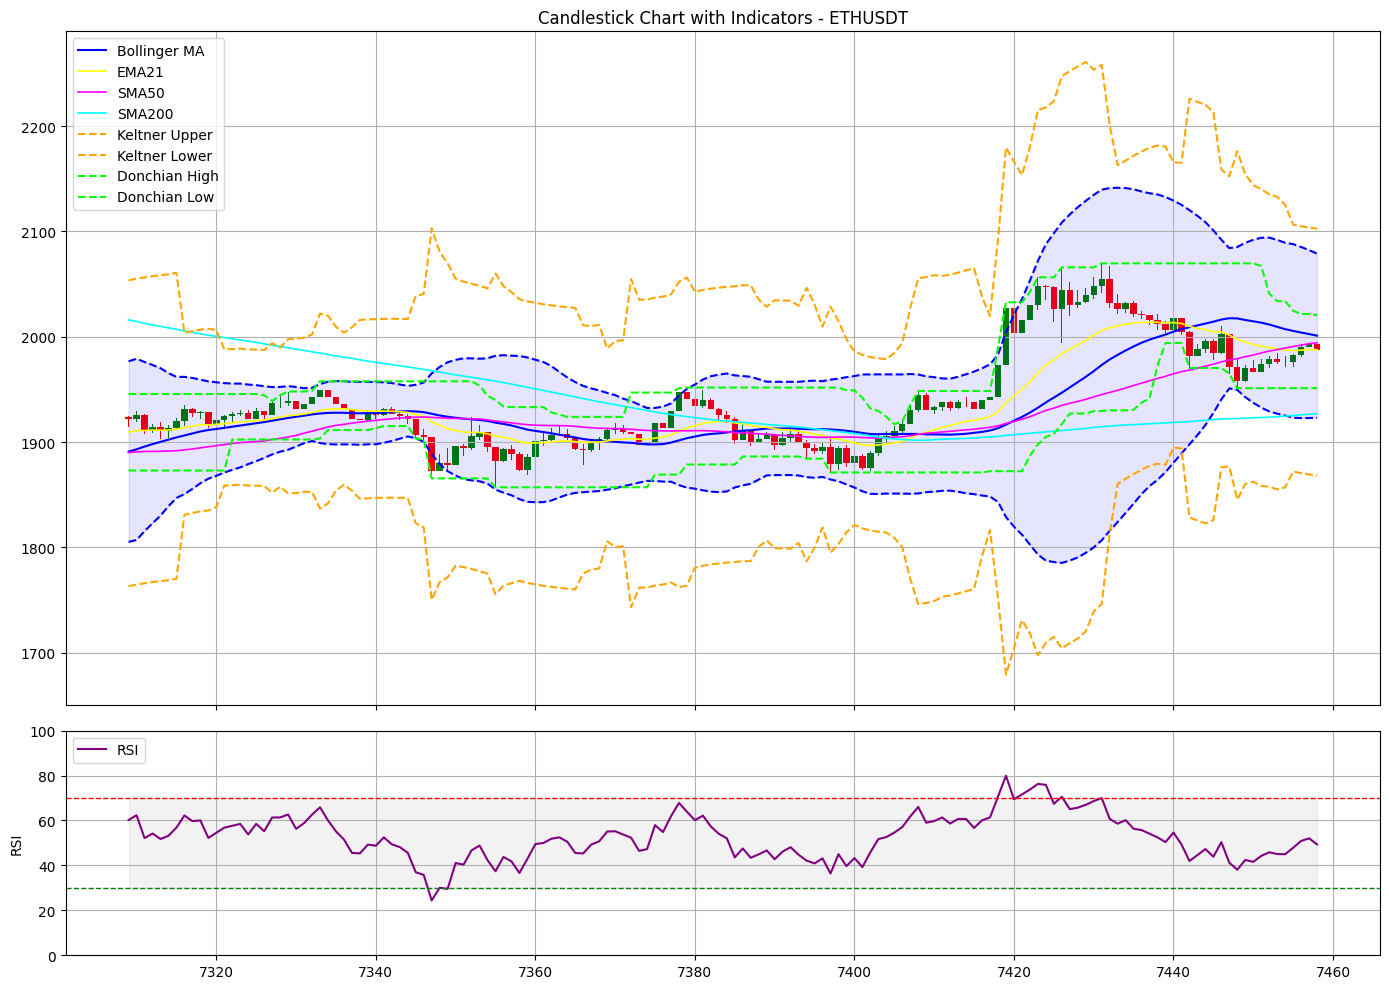 Candlestick Chart with Indicators - ETHUSDT
Bollinger MA
EMA21
SMA50
SMA200
Keltner Upper
Keltner Lower
Donchian High
Donchian Low
2200
2100
2000
1900
1800
1700
RSI
100
80
60
40
20
0
RSI
7320 7340 7360 7380 7400 7420 7440 7460